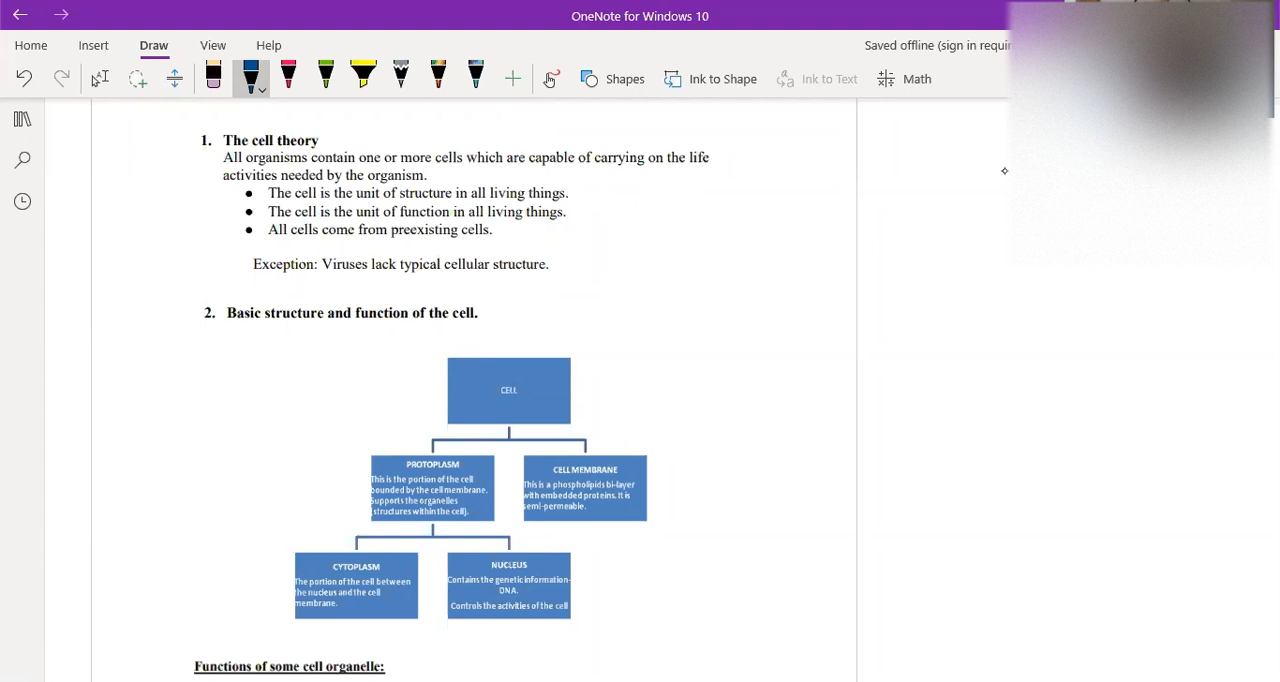 OneNote for Windows 10
Home Insert Draw View Help
Saved offline (sign in requir
Shapes Ink to Shape Ink to Text Math
1. The cell theory
All organisms contain one or more cells which are capable of carrying on the life
activities needed by the organism.
● The cell is the unit of structure in all living things.
● The cell is the unit of function in all living things.
● All cells come from preexisting cells.
Exception: Viruses lack typical cellular structure.
2. Basic structure and function of the cell.
CELL
PROTOPLASM
This is the portion of the cell
bounded by the cell membrane.
Supports the organelles
(structures within the cell).
CELL MEMBRANE
This is a phospholipids bi-layer
with embedded proteins. It is
semi-permeable.
CYTOPLASM
The portion of the cell between
the nucleus and the cell
membrane.
NUCLEUS
Contains the genetic information-
DNA.
Controls the activities of the cell
Functions of some cell organelle: